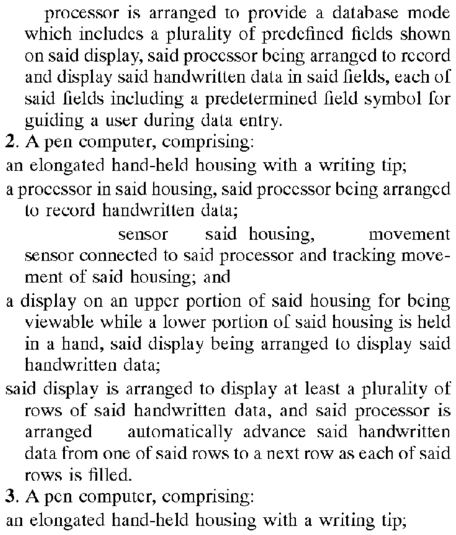 processor is arranged to provide a database mode
which includes a plurality of predefined fields shown
on said display, said processor being arranged to record
and display said handwritten data in said fields, each of
said fields including a predetermined field symbol for
guiding a user during data entry.
2. A pen computer, comprising:
an elongated hand-held housing with a writing tip;
a processor in said housing, said processor being arranged
to record handwritten data;
sensor said housing, movement
sensor connected to said processor and tracking move-
ment of said housing; and
a display on an upper portion of said housing for being
viewable while a lower portion of said housing is held
in a hand, said display being arranged to display said
handwritten data;
said display is arranged to display at least a plurality of
rows of said handwritten data, and said processor is
arranged automatically advance said handwritten
data from one of said rows to a next row as each of said
rows is filled.
3. A pen computer, comprising:
an elongated hand-held housing with a writing tip;